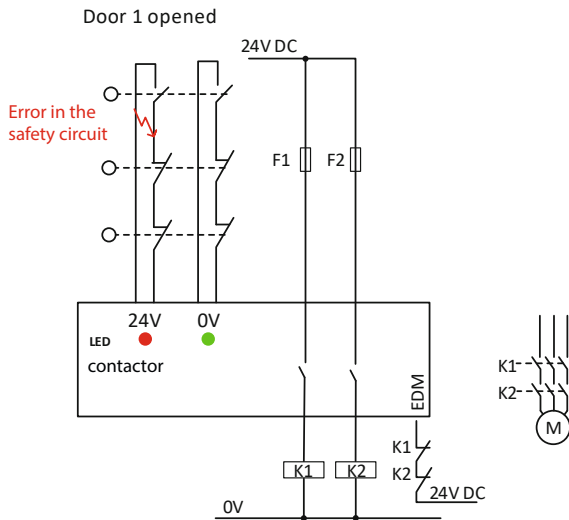 Door 1 opened
24V DC
Error in the
safety circuit
F1
F2
24V
0V
LED
contactor
EDM
K1
K2
M
K1
K2
K1
K2
24V DC
0V